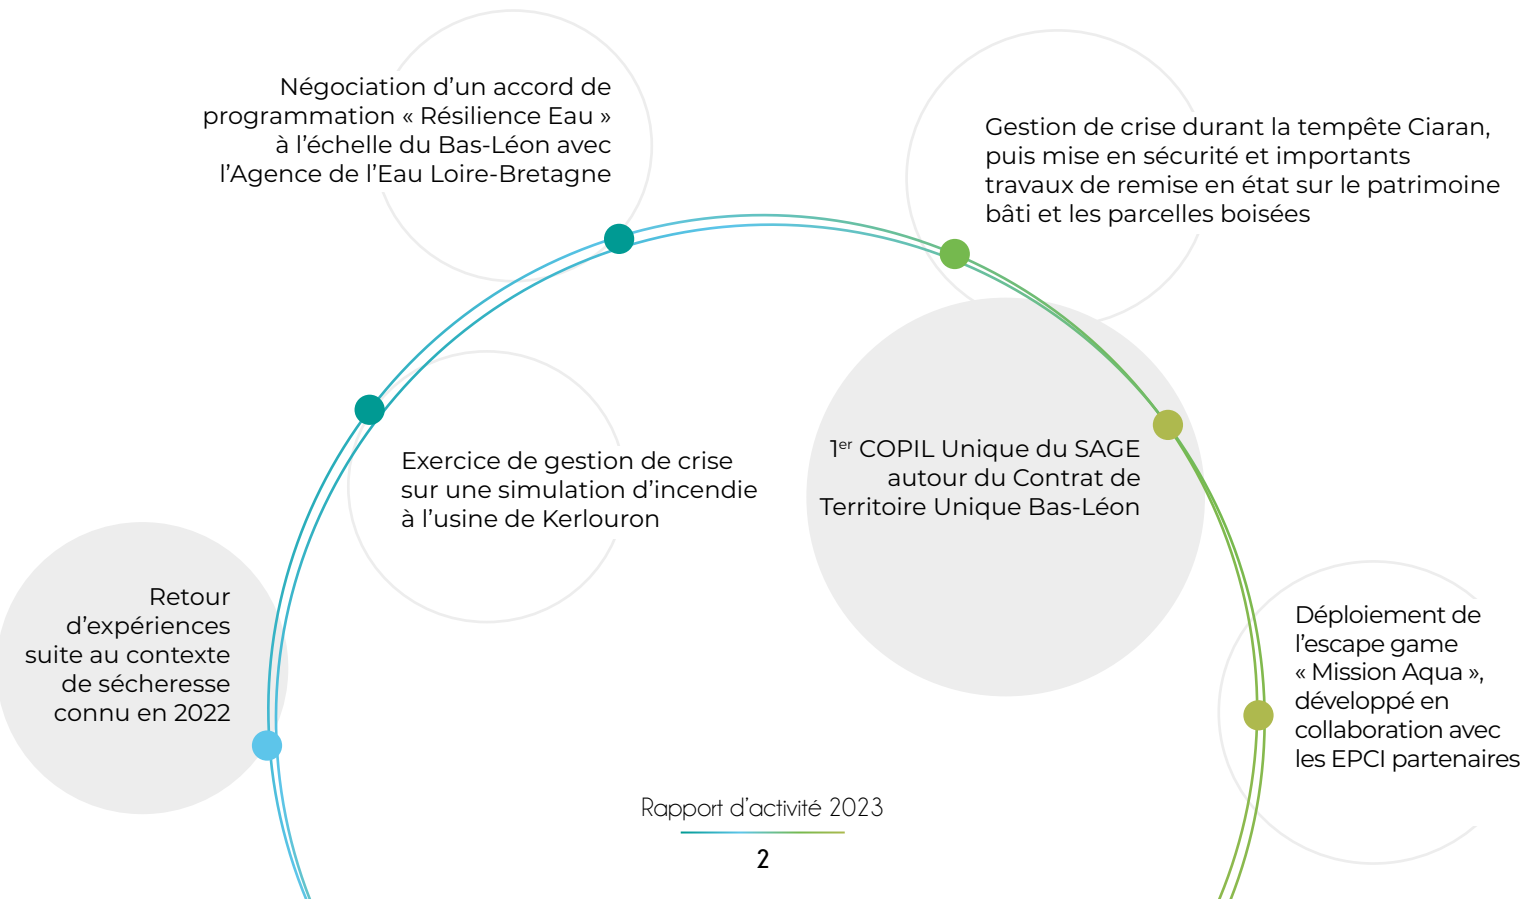 Négociation d’un accord de
programmation « Résilience Eau »
à l’échelle du Bas-Léon avec
l’Agence de l’Eau Loire-Bretagne
Gestion de crise durant la tempête Ciaran,
puis mise en sécurité et importants
travaux de remise en état sur le patrimoine
bâti et les parcelles boisées
Exercice de gestion de crise
sur une simulation d’incendie
à l’usine de Kerlouron
1er COPIL Unique du SAGE
autour du Contrat de
Territoire Unique Bas-Léon
Retour
d’expériences
suite au contexte
de sécheresse
connu en 2022
Déploiement de
l’escape game
« Mission Aqua »,
développé en
collaboration avec
les EPCI partenaires
Rapport d’activité 2023
2